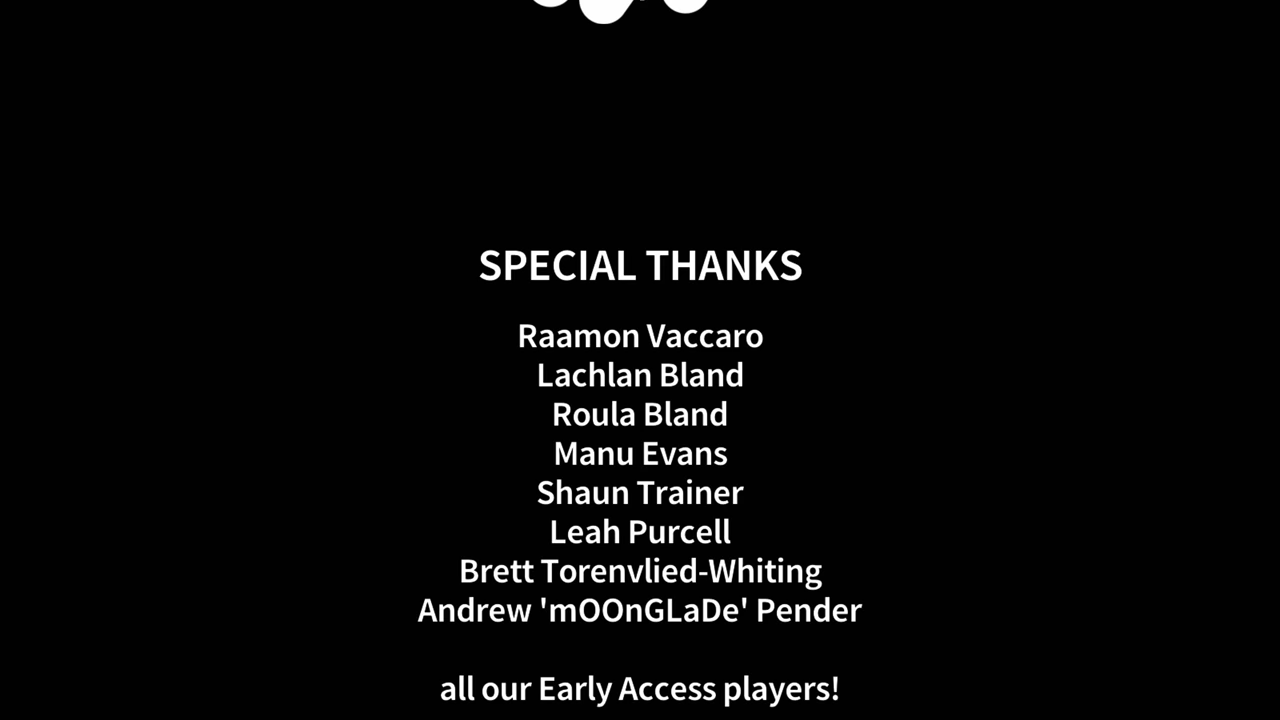 SPECIAL THANKS
Raamon Vaccaro
Lachlan Bland
Roula Bland
Manu Evans
Shaun Trainer
Leah Purcell
Brett Torenvlied-Whiting
Andrew 'mOOnGLaDe' Pender
all our Early Access players!